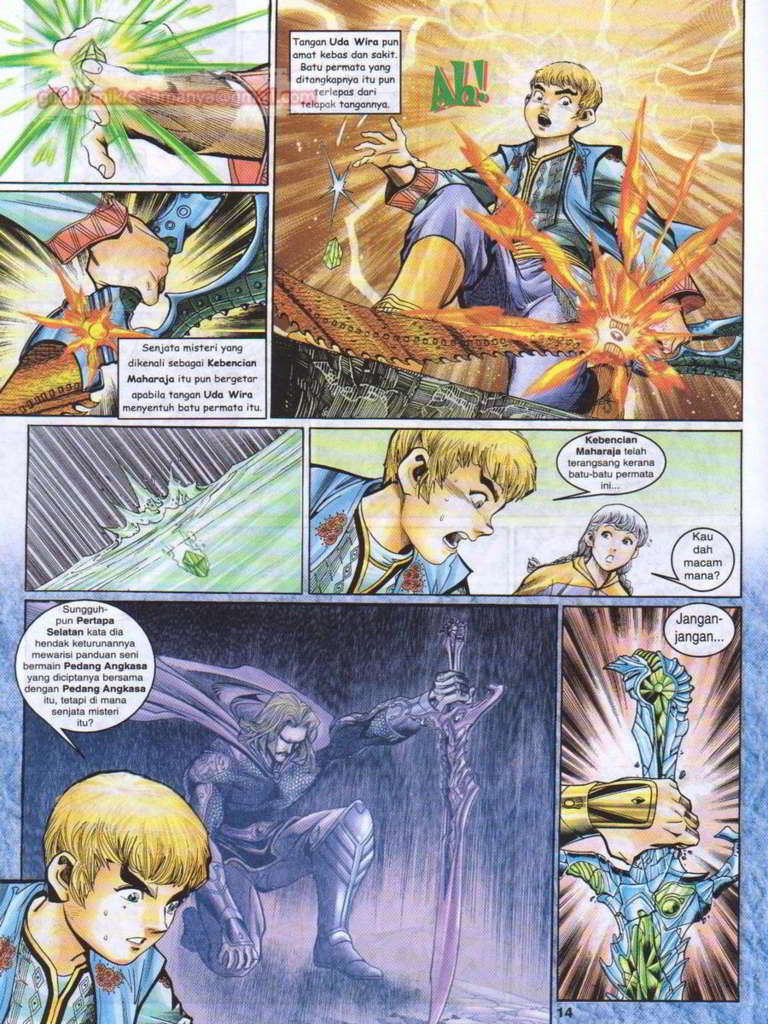 Tangan Uda Wira pun
amat kebas dan sakit.
Batu permata yang
ditangkapnya itu pun
terlepas dari
telapak tangannya.
Ah!
Senjata misteri yang
dikenali sebagai Kebencian
Maharaja itu pun bergetar
apabila tangan Uda Wira
menyentuh batu permata itu.
Kebencian
Maharaja telah
terangsang kerana
batu-batu permata
ini...
Kau
dah
macam
mana?
Sungguh-
pun Pertapa
Selatan kata dia
hendak keturunannya
mewarisi panduan seni
bermain Pedang Angkasa
yang diciptanya bersama
dengan Pedang Angkasa
itu, tetapi di mana
senjata misteri
itu?
Jangan-
jangan...
14